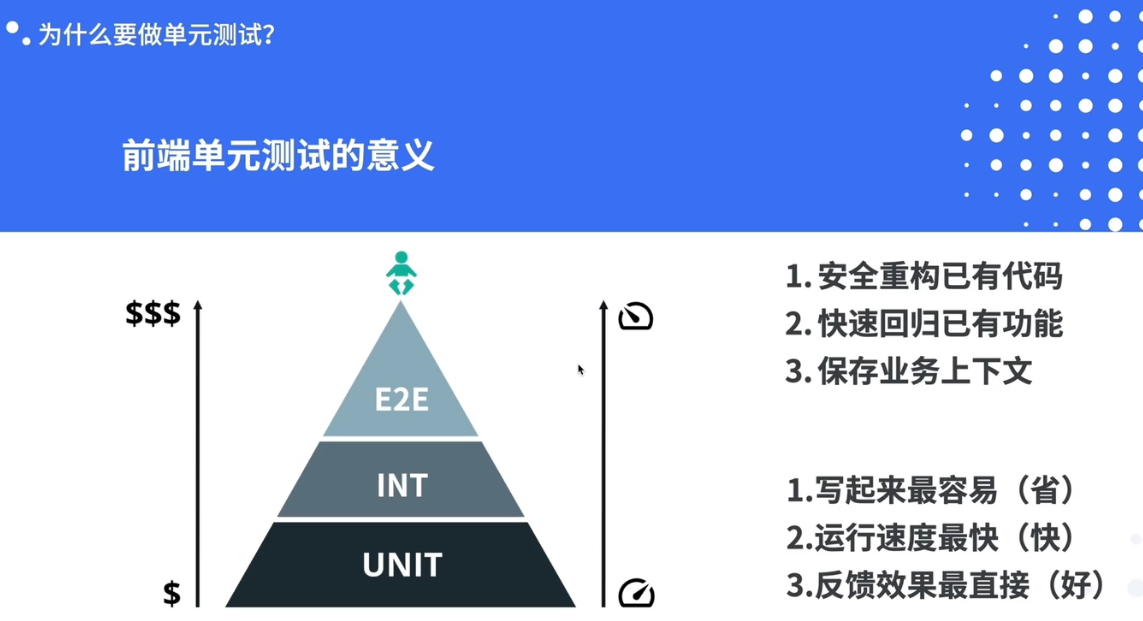 为什么要做单元测试？
前端单元测试的意义
$$$
E2E
INT
UNIT
$
1. 安全重构已有代码
2. 快速回归已有功能
3. 保存业务上下文
1.写起来最容易（省）
2.运行速度最快（快）
3.反馈效果最直接（好）